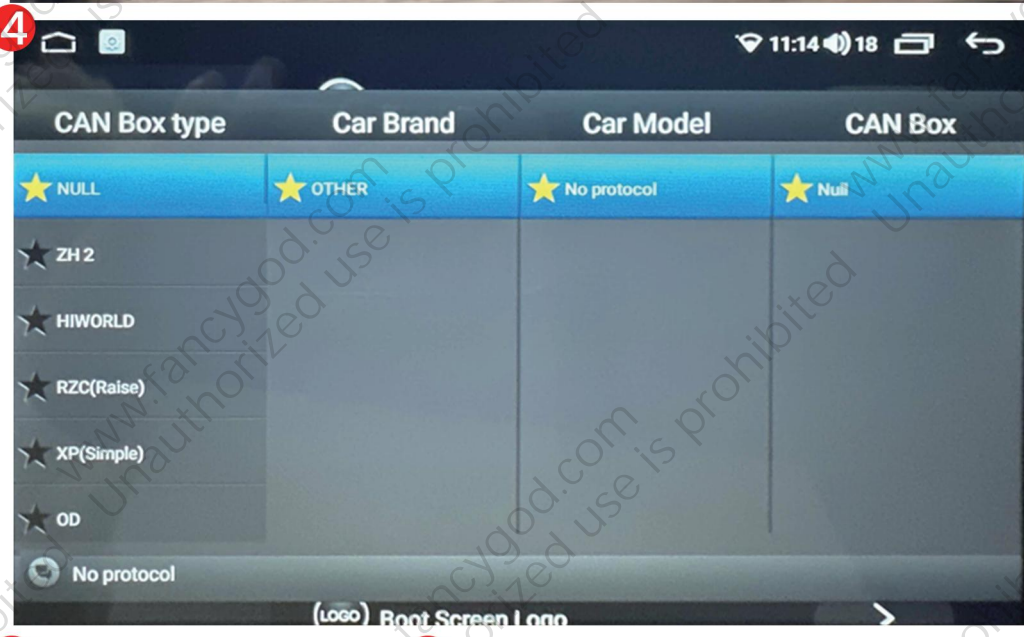 4
11:14 18
CAN Box type Car Brand Car Model CAN Box
NULL OTHER No protocol Null
ZH 2
HIWORLD
RZC(Raise)
XP(Simple)
OD
No protocol
(LOGO) Boot Screen Logo
www.fancygod.com
Unauthorized use is prohibited